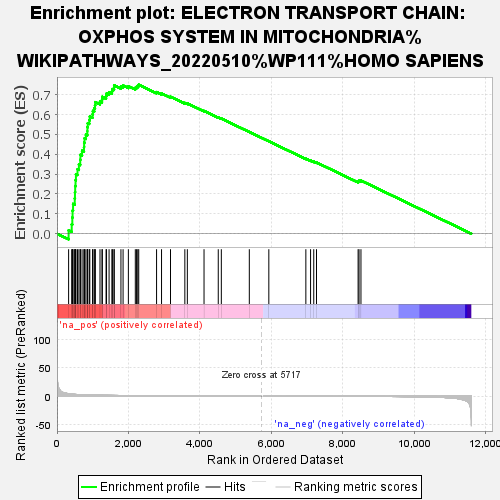 Enrichment plot: ELECTRON TRANSPORT CHAIN:
OXPHOS SYSTEM IN MITOCHONDRIA%
WIKIPATHWAYS_20220510%WP111%HOMO SAPIENS
Enrichment score (ES)
0.7
0.6
0.5
0.4
0.3
0.2
0.1
0.0
'na_pos' (positively correlated)
Ranked list metric (PreRanked)
100
50
0
-50
Zero cross at 5717
'na_neg' (negatively correlated)
0 2,000 4,000 6,000 8,000 10,000 12,000
Rank in Ordered Dataset
Enrichment profile Hits Ranking metric scores